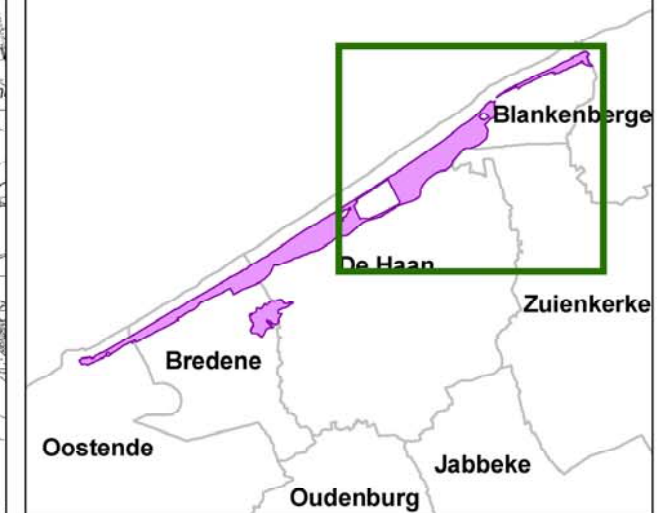 Blankenberge
De Haan
Zuienkerke
Bredene
Oostende
Jabbeke
Oudenburg